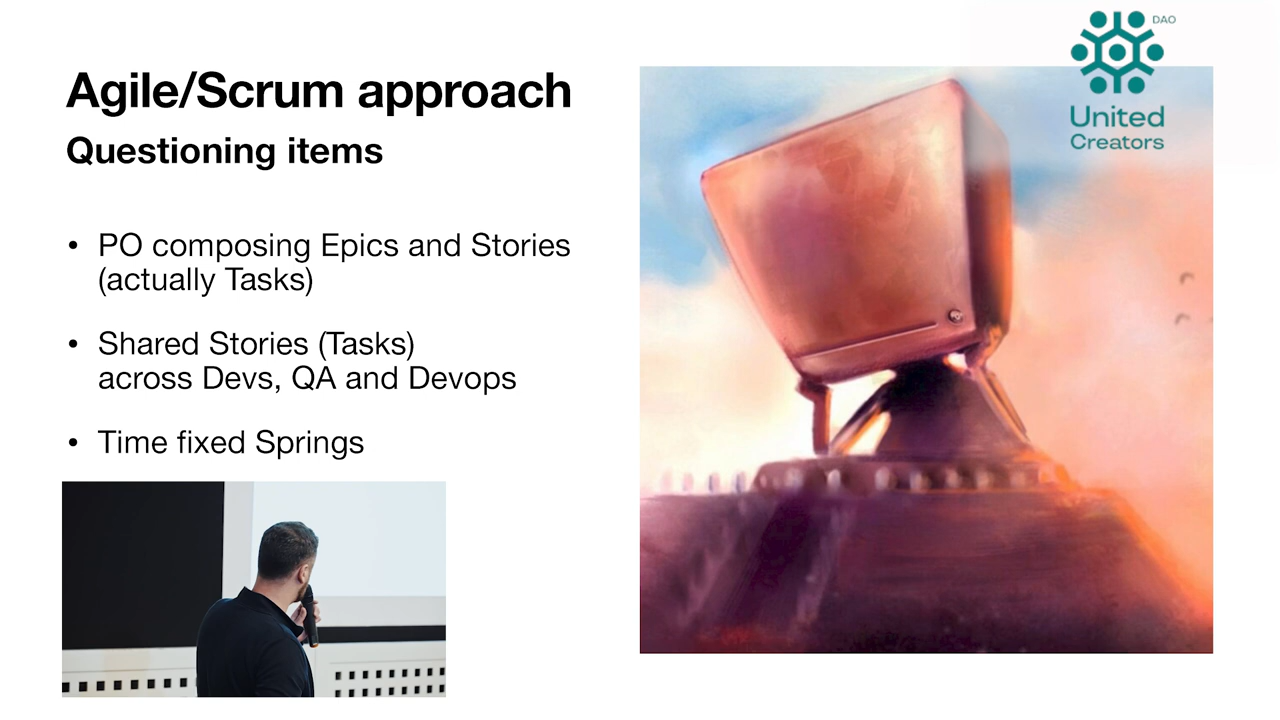 DAO
United
Creators
Agile/Scrum approach
Questioning items
• PO composing Epics and Stories
(actually Tasks)
• Shared Stories (Tasks)
across Devs, QA and Devops
• Time fixed Springs